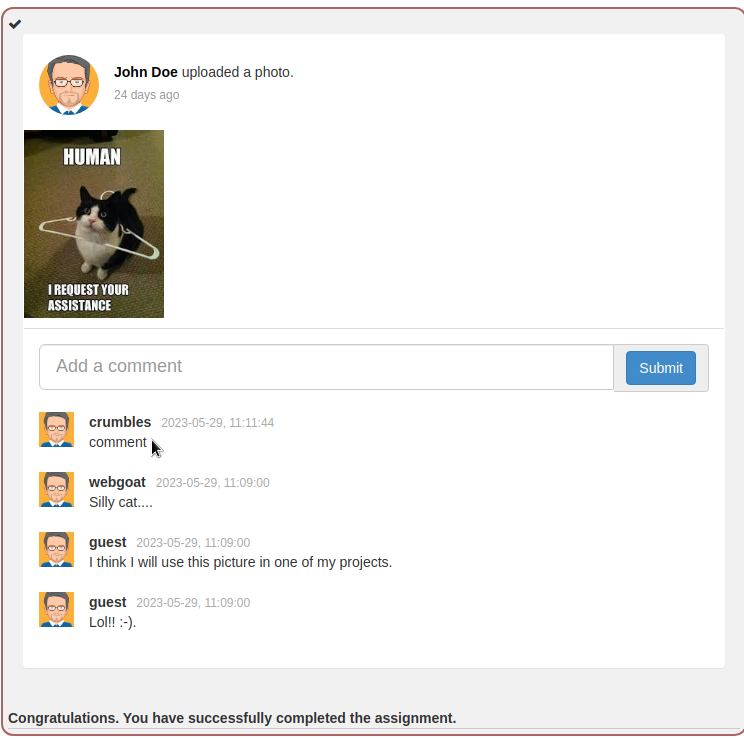 John Doe uploaded a photo.
24 days ago
HUMAN
I REQUEST YOUR
ASSISTANCE
Add a comment
Submit
crumbles 2023-05-29, 11:11:44
comment
webgoat 2023-05-29, 11:09:00
Silly cat....
guest 2023-05-29, 11:09:00
I think I will use this picture in one of my projects.
guest 2023-05-29, 11:09:00
Lol!! :-).
Congratulations. You have successfully completed the assignment.